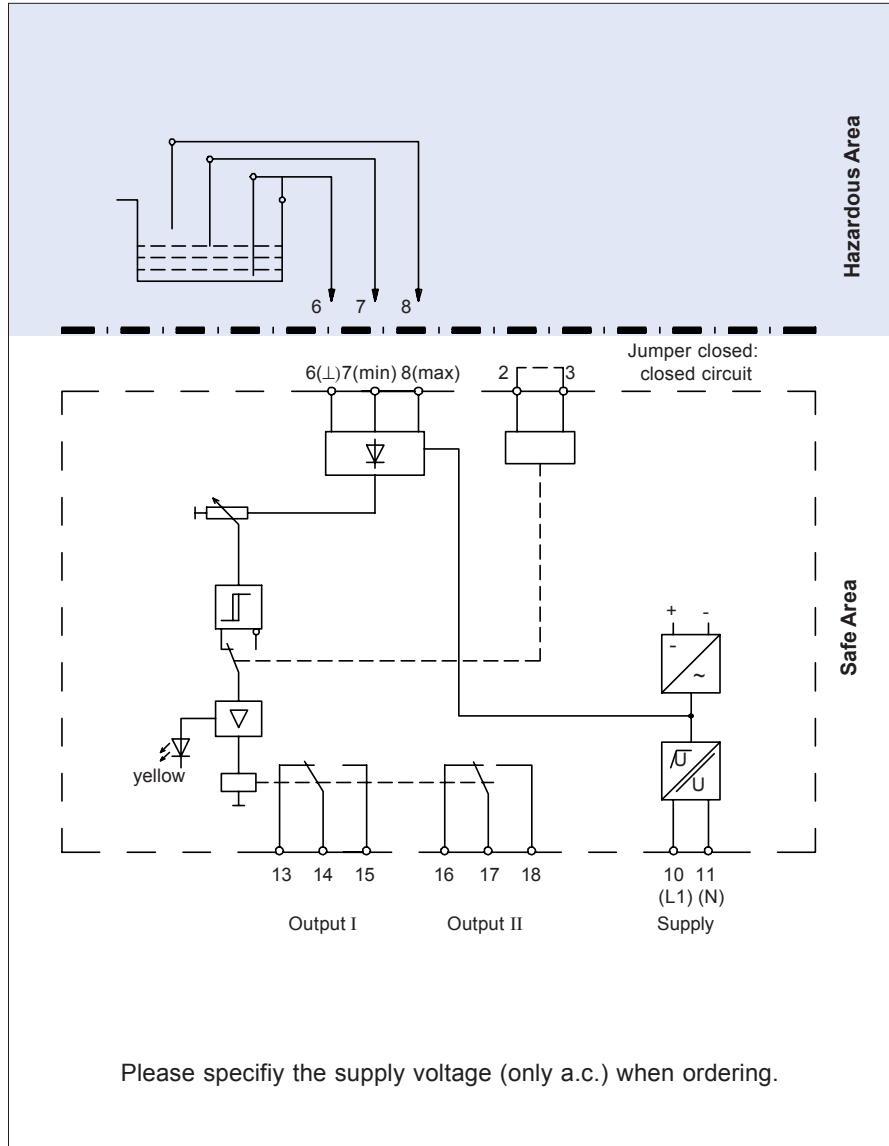 Hazardous Area
6 7 8
Jumper closed:
closed circuit
6(⊥)7(min) 8(max) 2 3
Safe Area
+ -
-
~
U
U
yellow
13 14 15 16 17 18 10 11
(L1) (N)
Output I Output II Supply
Please specifiy the supply voltage (only a.c.) when ordering.